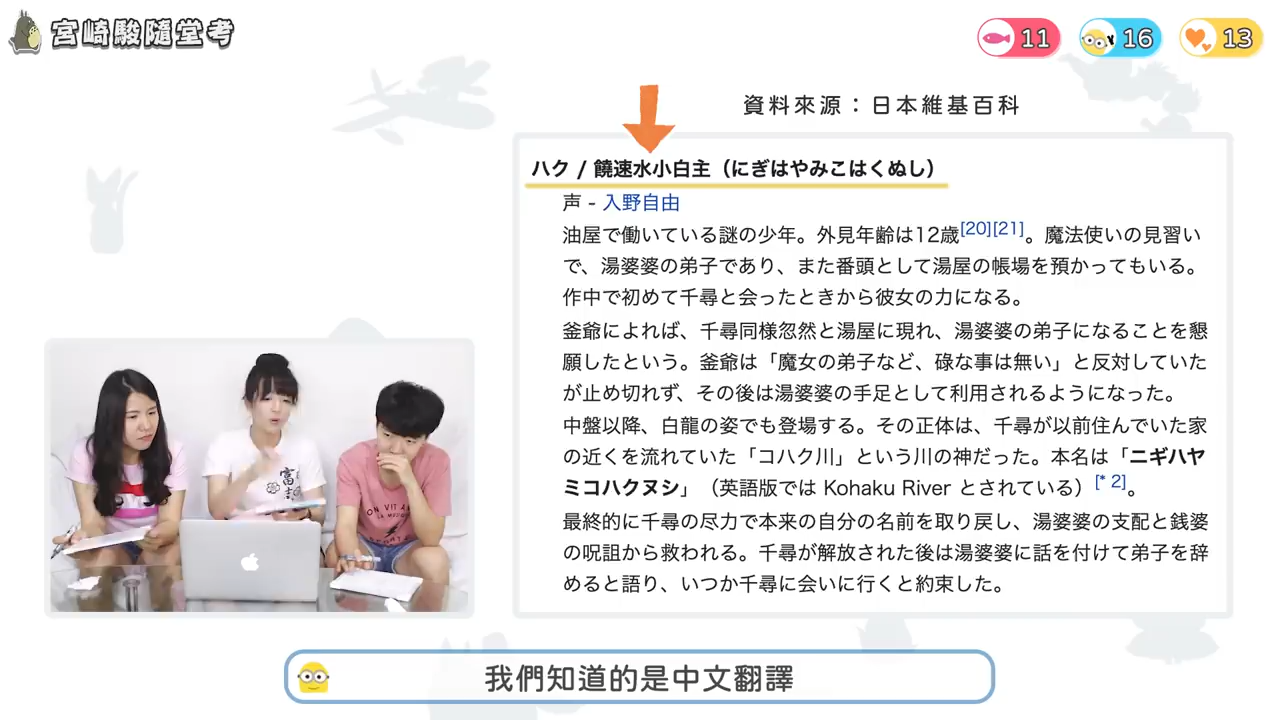 宮崎駿隨堂考
11
16
13
資料來源：日本維基百科
ハク / 饒速水小白主（にぎはやみこはくぬし）
声 - 入野自由
油屋で働いている謎の少年。外見年齢は12歳[20][21]。魔法使いの見習い
で、湯婆婆の弟子であり、また番頭として湯屋の帳場を預かってもいる。
作中で初めて千尋と会ったときから彼女の力になる。
釜爺によれば、千尋同様忽然と湯屋に現れ、湯婆婆の弟子になることを懇
願したという。釜爺は「魔女の弟子など、碌な事は無い」と反対していた
が止め切れず、その後は湯婆婆の手足として利用されるようになった。
中盤以降、白龍の姿でも登場する。その正体は、千尋が以前住んでいた家
の近くを流れていた「コハク川」という川の神だった。本名は「ニギハヤ
ミコハクヌシ」（英語版では Kohaku River とされている）[* 2]。
最終的に千尋の尽力で本来の自分の名前を取り戻し、湯婆婆の支配と銭婆
の呪詛から救われる。千尋が解放された後は湯婆婆に話を付けて弟子を辞
めると語り、いつか千尋に会いに行くと約束した。
富
吉
ON VIT
我們知道的是中文翻譯